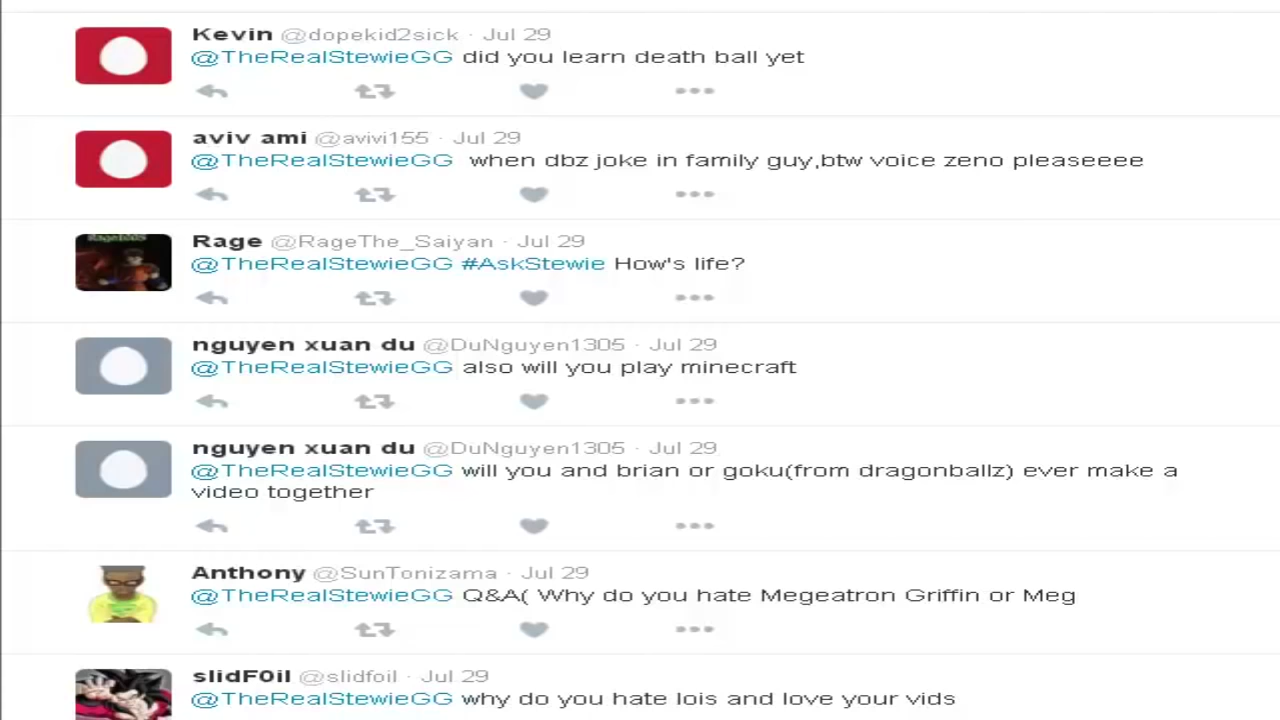 Kevin @dopekid2sick · Jul 29
@TheRealStewieGG did you learn death ball yet
aviv ami @avivi155 · Jul 29
@TheRealStewieGG when dbz joke in family guy,btw voice zeno pleaseeee
Rage @RageThe_Saiyan · Jul 29
@TheRealStewieGG #AskStewie How's life?
nguyen xuan du @DuNguyen1305 · Jul 29
@TheRealStewieGG also will you play minecraft
nguyen xuan du @DuNguyen1305 · Jul 29
@TheRealStewieGG will you and brian or goku(from dragonballz) ever make a
video together
Anthony @SunTonizama · Jul 29
@TheRealStewieGG Q&A( Why do you hate Megeatron Griffin or Meg
slidF0il @slidfoil · Jul 29
@TheRealStewieGG why do you hate lois and love your vids